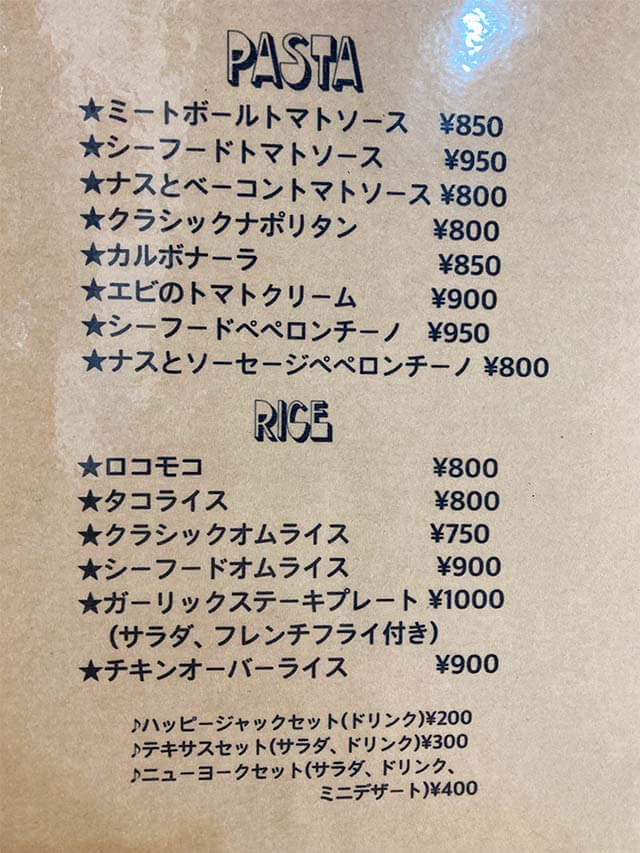 PASTA
★ミートボールトマトソース ¥850
★シーフードトマトソース ¥950
★ナスとベーコントマトソース ¥800
★クラシックナポリタン ¥800
★カルボナーラ ¥850
★エビのトマトクリーム ¥900
★シーフードペペロンチーノ ¥950
★ナスとソーセージペペロンチーノ ¥800
RICE
★ロコモコ ¥800
★タコライス ¥800
★クラシックオムライス ¥750
★シーフードオムライス ¥900
★ガーリックステーキプレート ¥1000
(サラダ、フレンチフライ付き)
★チキンオーバーライス ¥900
♪ハッピージャックセット(ドリンク)¥200
♪テキサスセット(サラダ、ドリンク)¥300
♪ニューヨークセット(サラダ、ドリンク、
ミニデザート)¥400